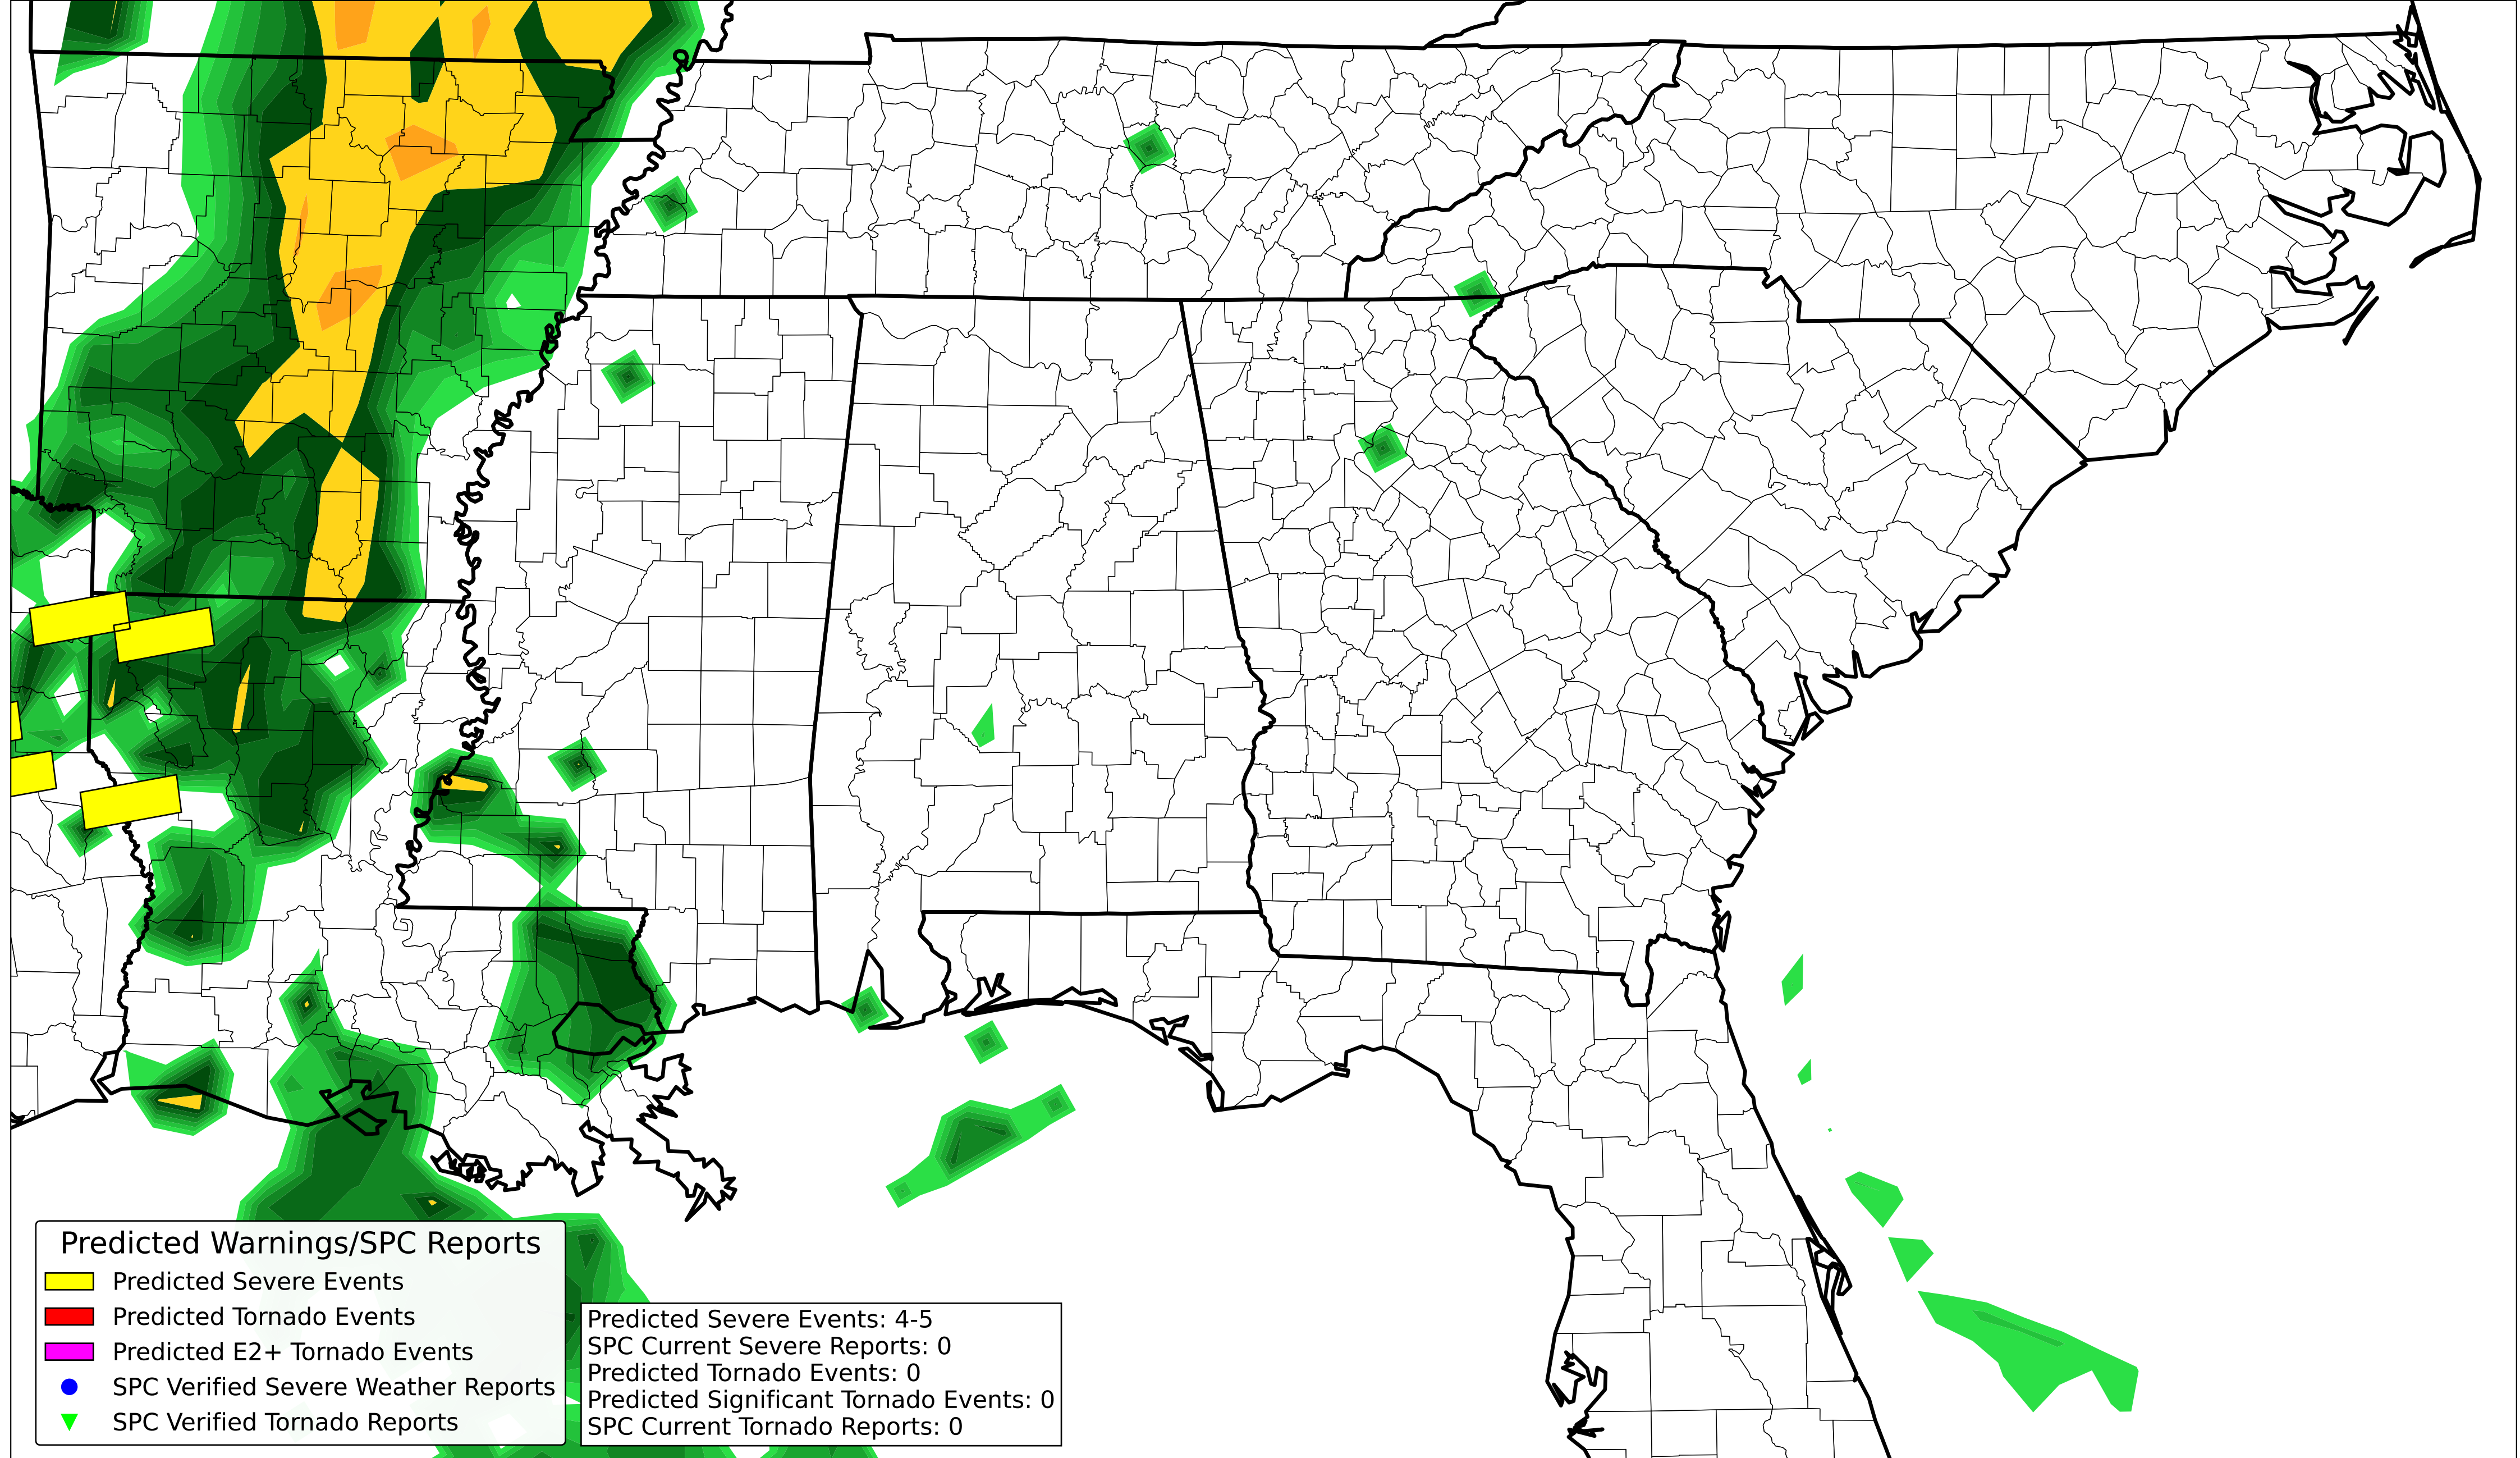 Predicted Warnings/SPC Reports
Predicted Severe Events
Predicted Tornado Events
Predicted E2+ Tornado Events
SPC Verified Severe Weather Reports
SPC Verified Tornado Reports
Predicted Severe Events: 4-5
SPC Current Severe Reports: 0
Predicted Tornado Events: 0
Predicted Significant Tornado Events: 0
SPC Current Tornado Reports: 0